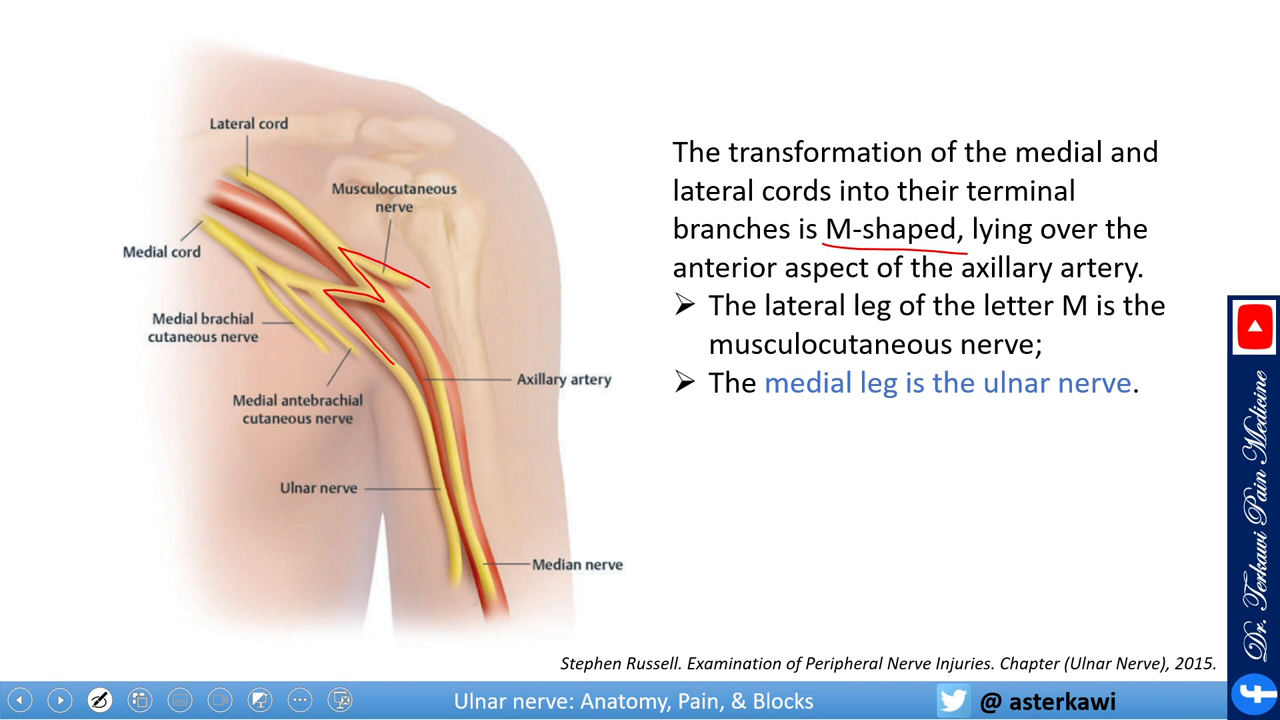 Lateral cord
Musculocutaneous
nerve
Medial cord
Medial brachial
cutaneous nerve
Axillary artery
Medial antebrachial
cutaneous nerve
Ulnar nerve
Median nerve
The transformation of the medial and
lateral cords into their terminal
branches is M-shaped, lying over the
anterior aspect of the axillary artery.
➢ The lateral leg of the letter M is the
musculocutaneous nerve;
➢ The medial leg is the ulnar nerve.
Stephen Russell. Examination of Peripheral Nerve Injuries. Chapter (Ulnar Nerve), 2015.
Ulnar nerve: Anatomy, Pain, & Blocks
@ asterkawi
Dr. Terkawi Pain Medicine